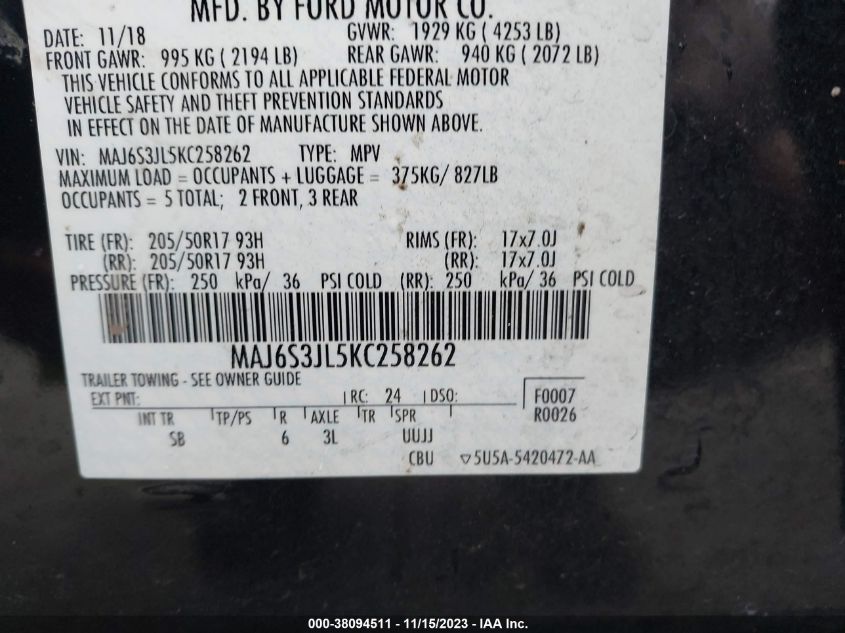 MFD. BY FORD MOTOR CO.
DATE: 11/18 GVWR: 1929 KG ( 4253 LB)
FRONT GAWR: 995 KG ( 2194 LB) REAR GAWR: 940 KG ( 2072 LB)
THIS VEHICLE CONFORMS TO ALL APPLICABLE FEDERAL MOTOR
VEHICLE SAFETY AND THEFT PREVENTION STANDARDS
IN EFFECT ON THE DATE OF MANUFACTURE SHOWN ABOVE.
VIN: MAJ6S3JL5KC258262 TYPE: MPV
MAXIMUM LOAD = OCCUPANTS + LUGGAGE = 375KG/ 827LB
OCCUPANTS = 5 TOTAL; 2 FRONT, 3 REAR
TIRE (FR): 205/50R17 93H RIMS (FR): 17x7.0J
(RR): 205/50R17 93H (RR): 17x7.0J
PRESSURE (FR): 250 kPa/ 36 PSI COLD (RR): 250 kPa/ 36 PSI COLD
MAJ6S3JL5KC258262
TRAILER TOWING - SEE OWNER GUIDE
EXT PNT: RC: 24 DSO: F0007
INT TR TP/PS R AXLE TR SPR R0026
SB 6 3L UUJJ
CBU ▽5U5A-5420472-AA
000-38094511 - 11/15/2023 - IAA Inc.